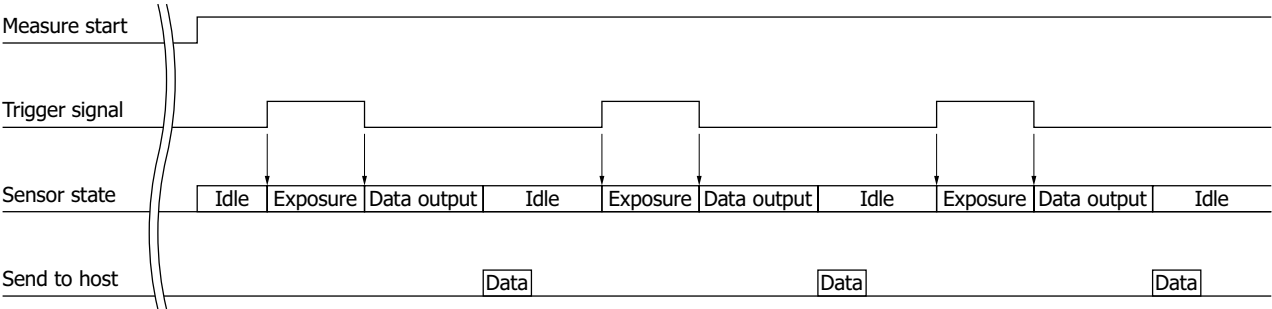 Measure start
Trigger signal
Sensor state Idle Exposure Data output Idle Exposure Data output Idle Exposure Data output Idle
Send to host Data Data Data